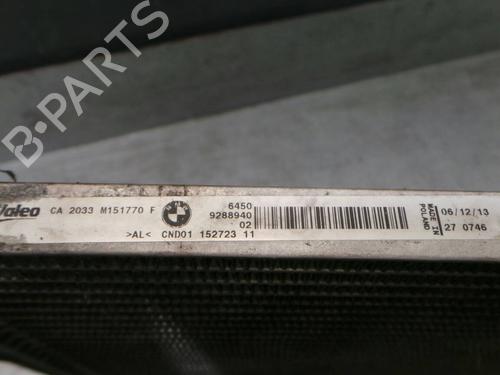 B-PARTS
Valeo CA 2033 M151770 F 6450 06/12/13
9288940 MADE IN
02 POLAND
>AL< CND01 152723 11 27 0746